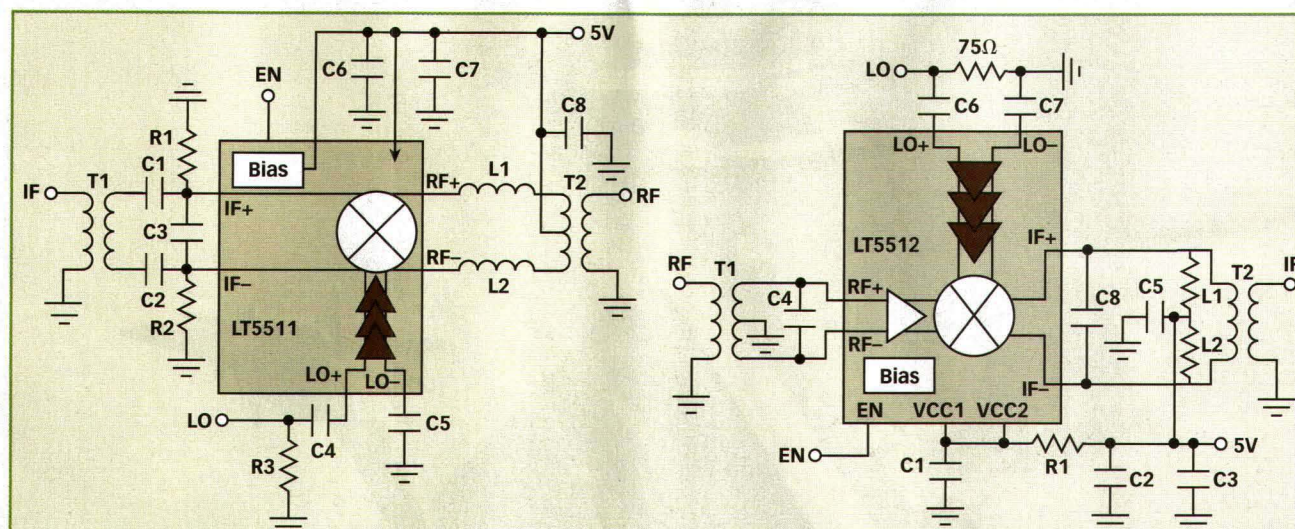 5V
C6
C7
EN
C8
R1
Bias
C1
L1
T1
T2
IF
RF+
RF
IF+
C3
RF−
IF−
C2
L2
R2
LT5511
LO+
LO−
LO
C4
C5
R3
75Ω
LO
C6
C7
LO+
LO−
LT5512
IF+
RF
T1
T2
IF
C4
RF+
C5
L1
C8
RF−
L2
Bias
IF−
EN
VCC1
VCC2
5V
EN
C1
R1
C2
C3